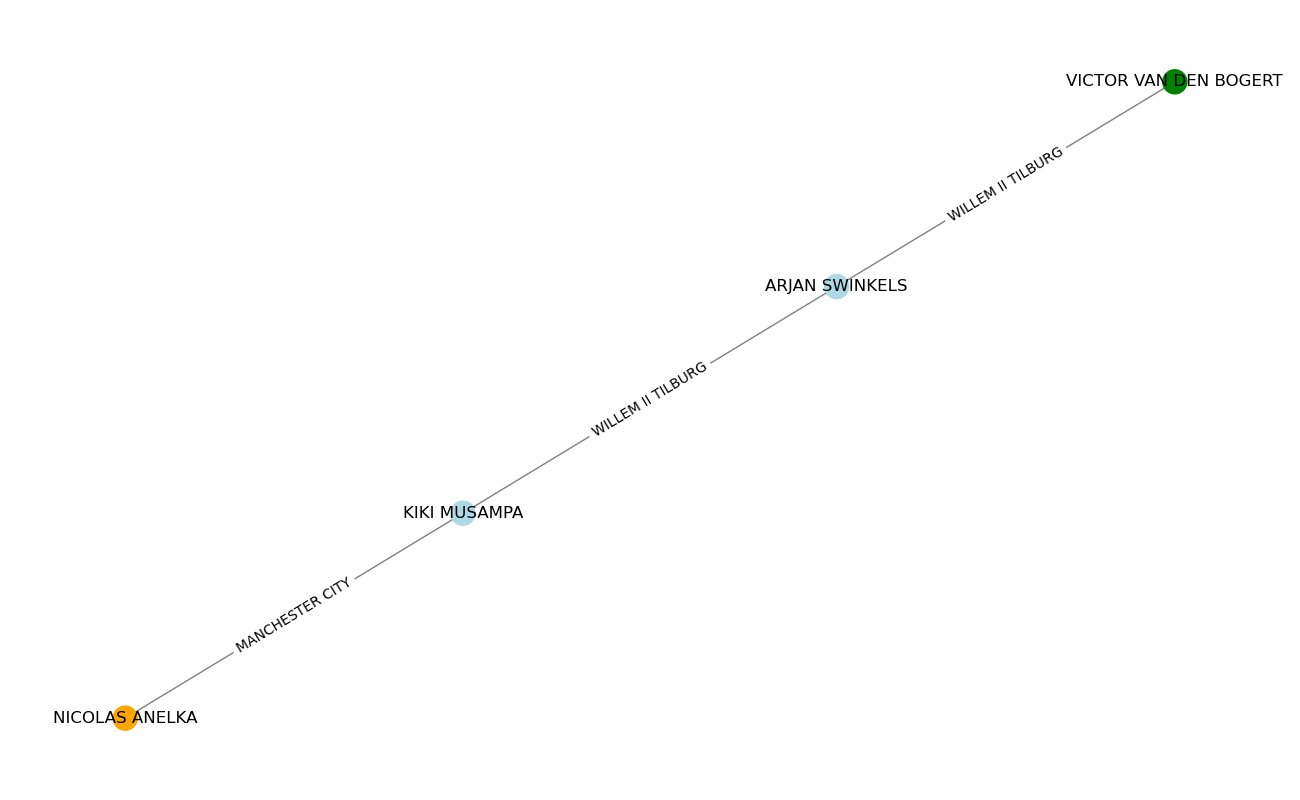 VICTOR VAN DEN BOGERT
WILLEM II TILBURG
ARJAN SWINKELS
WILLEM II TILBURG
KIKI MUSAMPA
MANCHESTER CITY
NICOLAS ANELKA